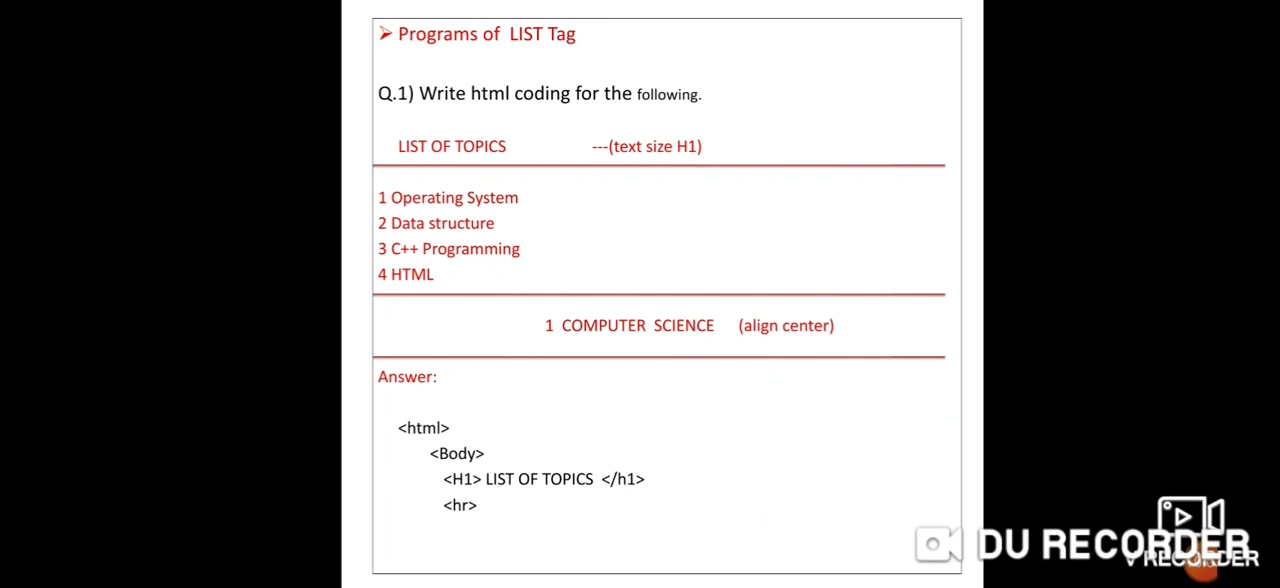 ➢ Programs of LIST Tag
Q.1) Write html coding for the following.
LIST OF TOPICS ---(text size H1)
1 Operating System
2 Data structure
3 C++ Programming
4 HTML
1 COMPUTER SCIENCE (align center)
Answer:
<html>
<Body>
<H1> LIST OF TOPICS </h1>
<hr>
DU RECORDER
V RECORDER